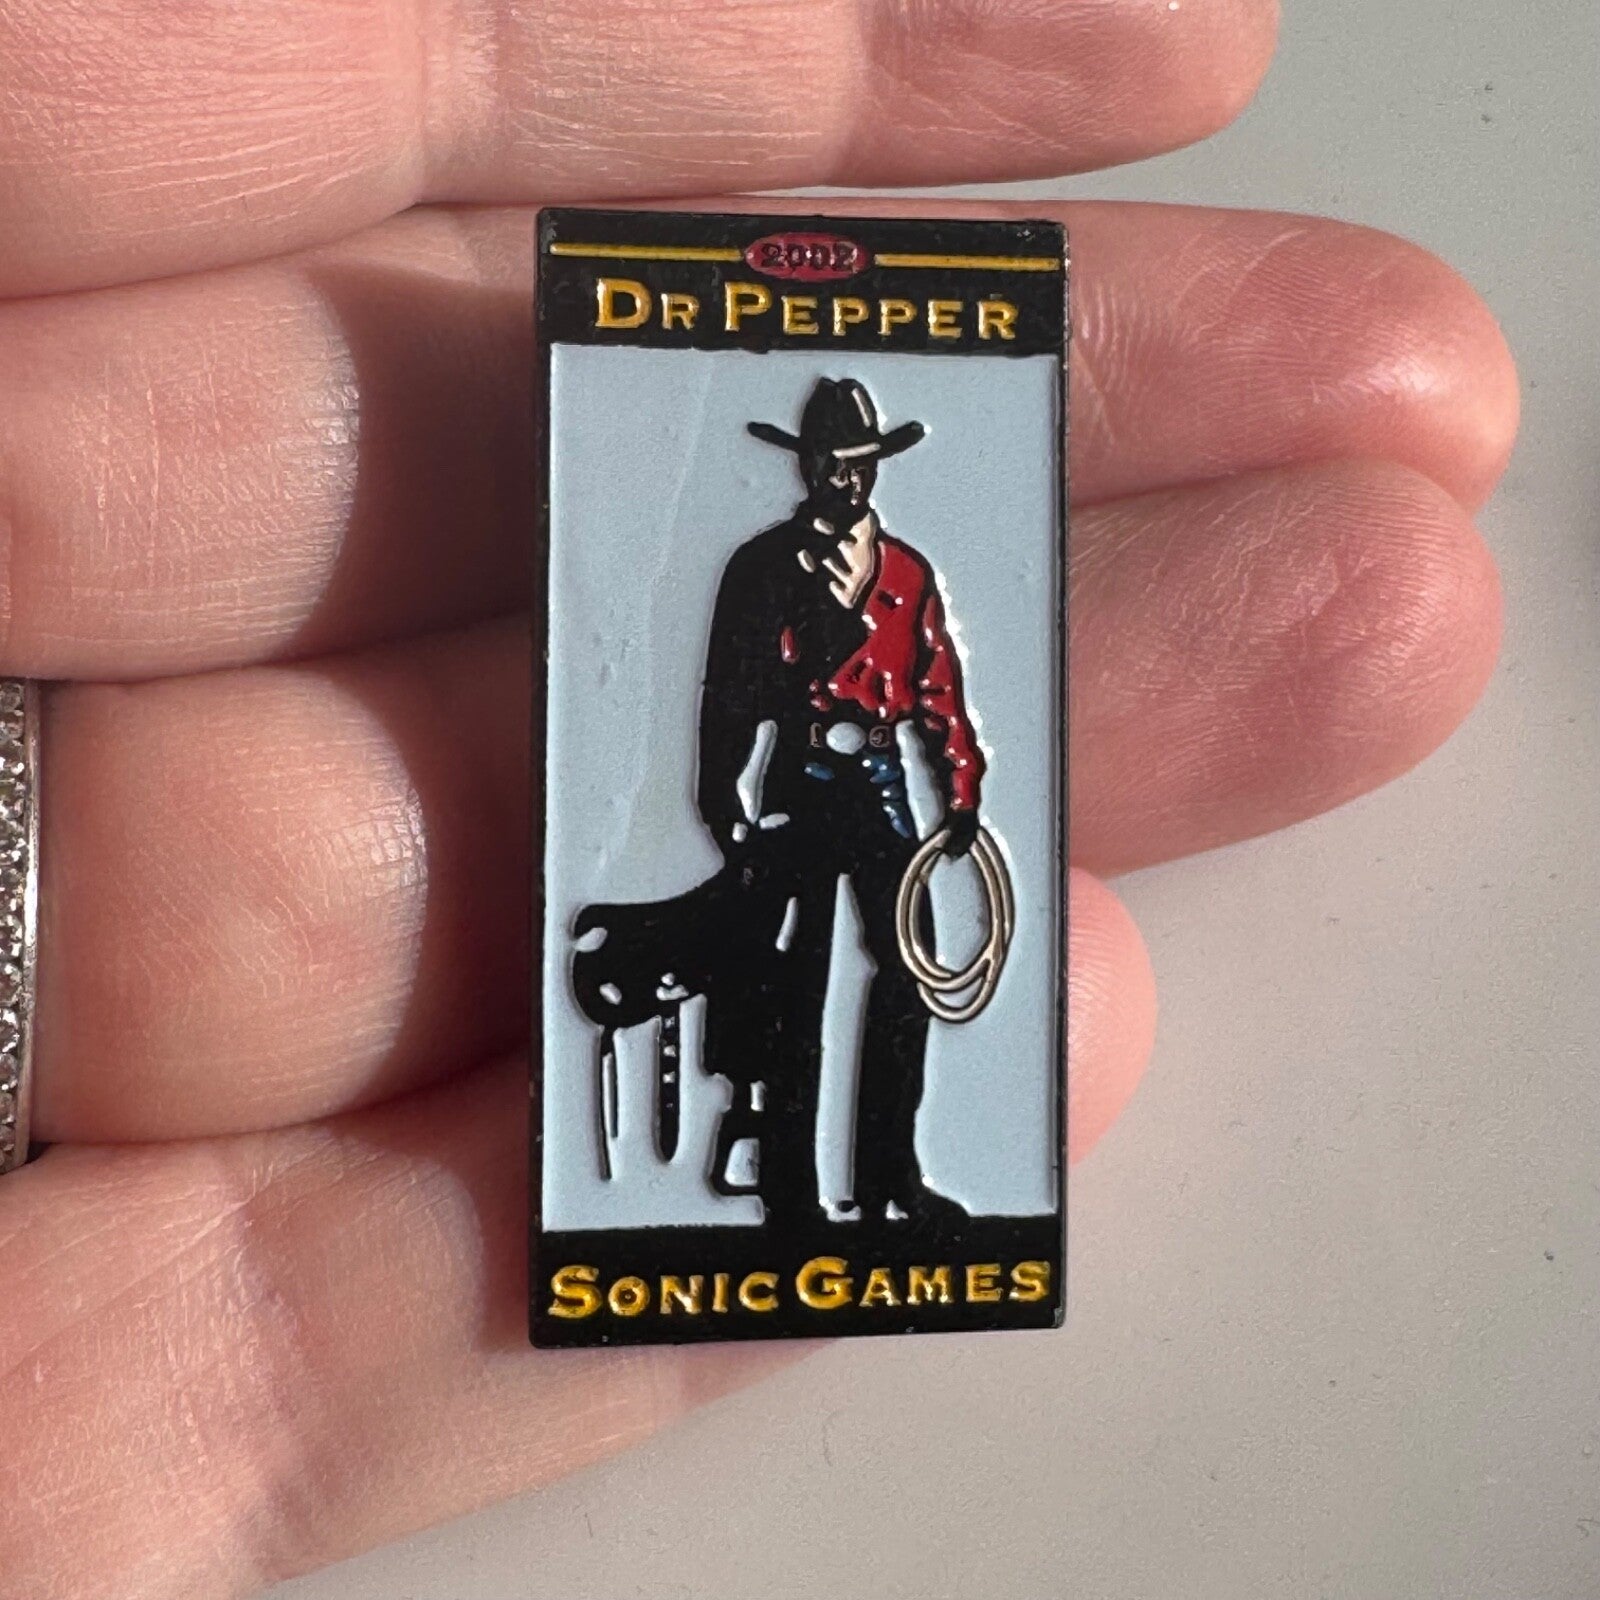 2002
DR PEPPER
SONIC GAMES